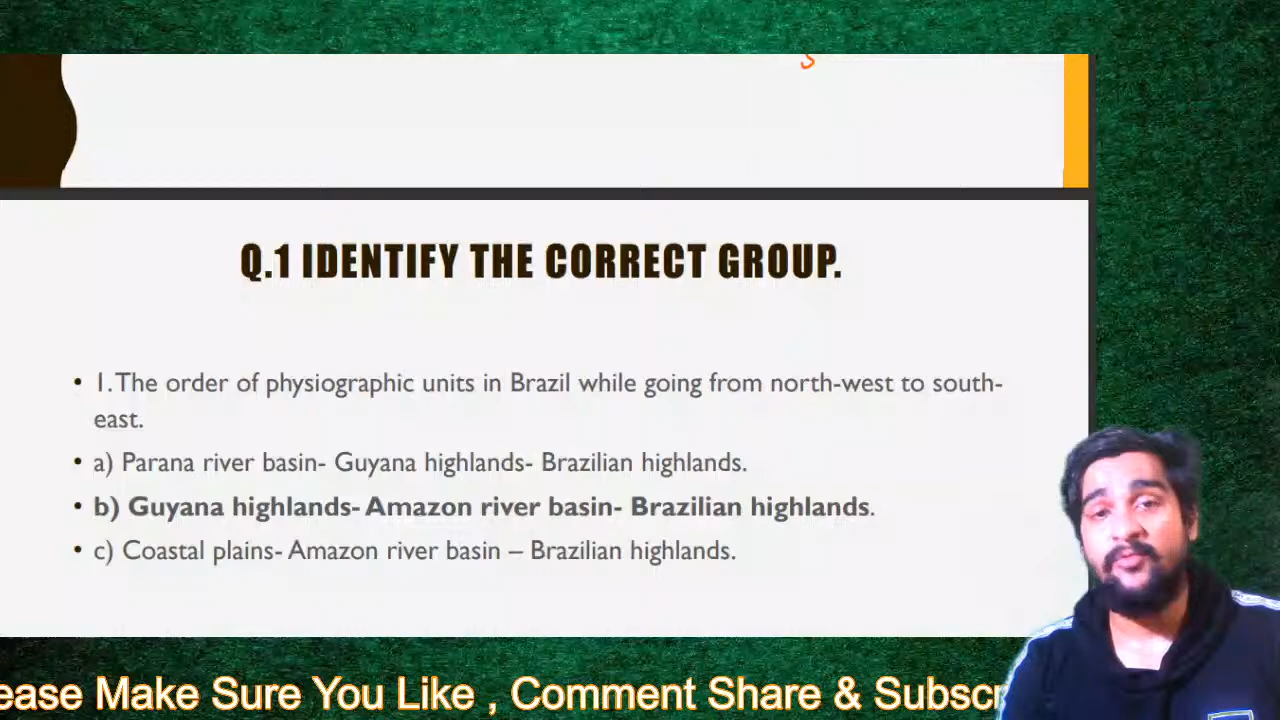 Q.1 IDENTIFY THE CORRECT GROUP.
• 1.The order of physiographic units in Brazil while going from north-west to south-
east.
• a) Parana river basin- Guyana highlands- Brazilian highlands.
• b) Guyana highlands- Amazon river basin- Brazilian highlands.
• c) Coastal plains- Amazon river basin – Brazilian highlands.
ease Make Sure You Like , Comment Share & Subscr